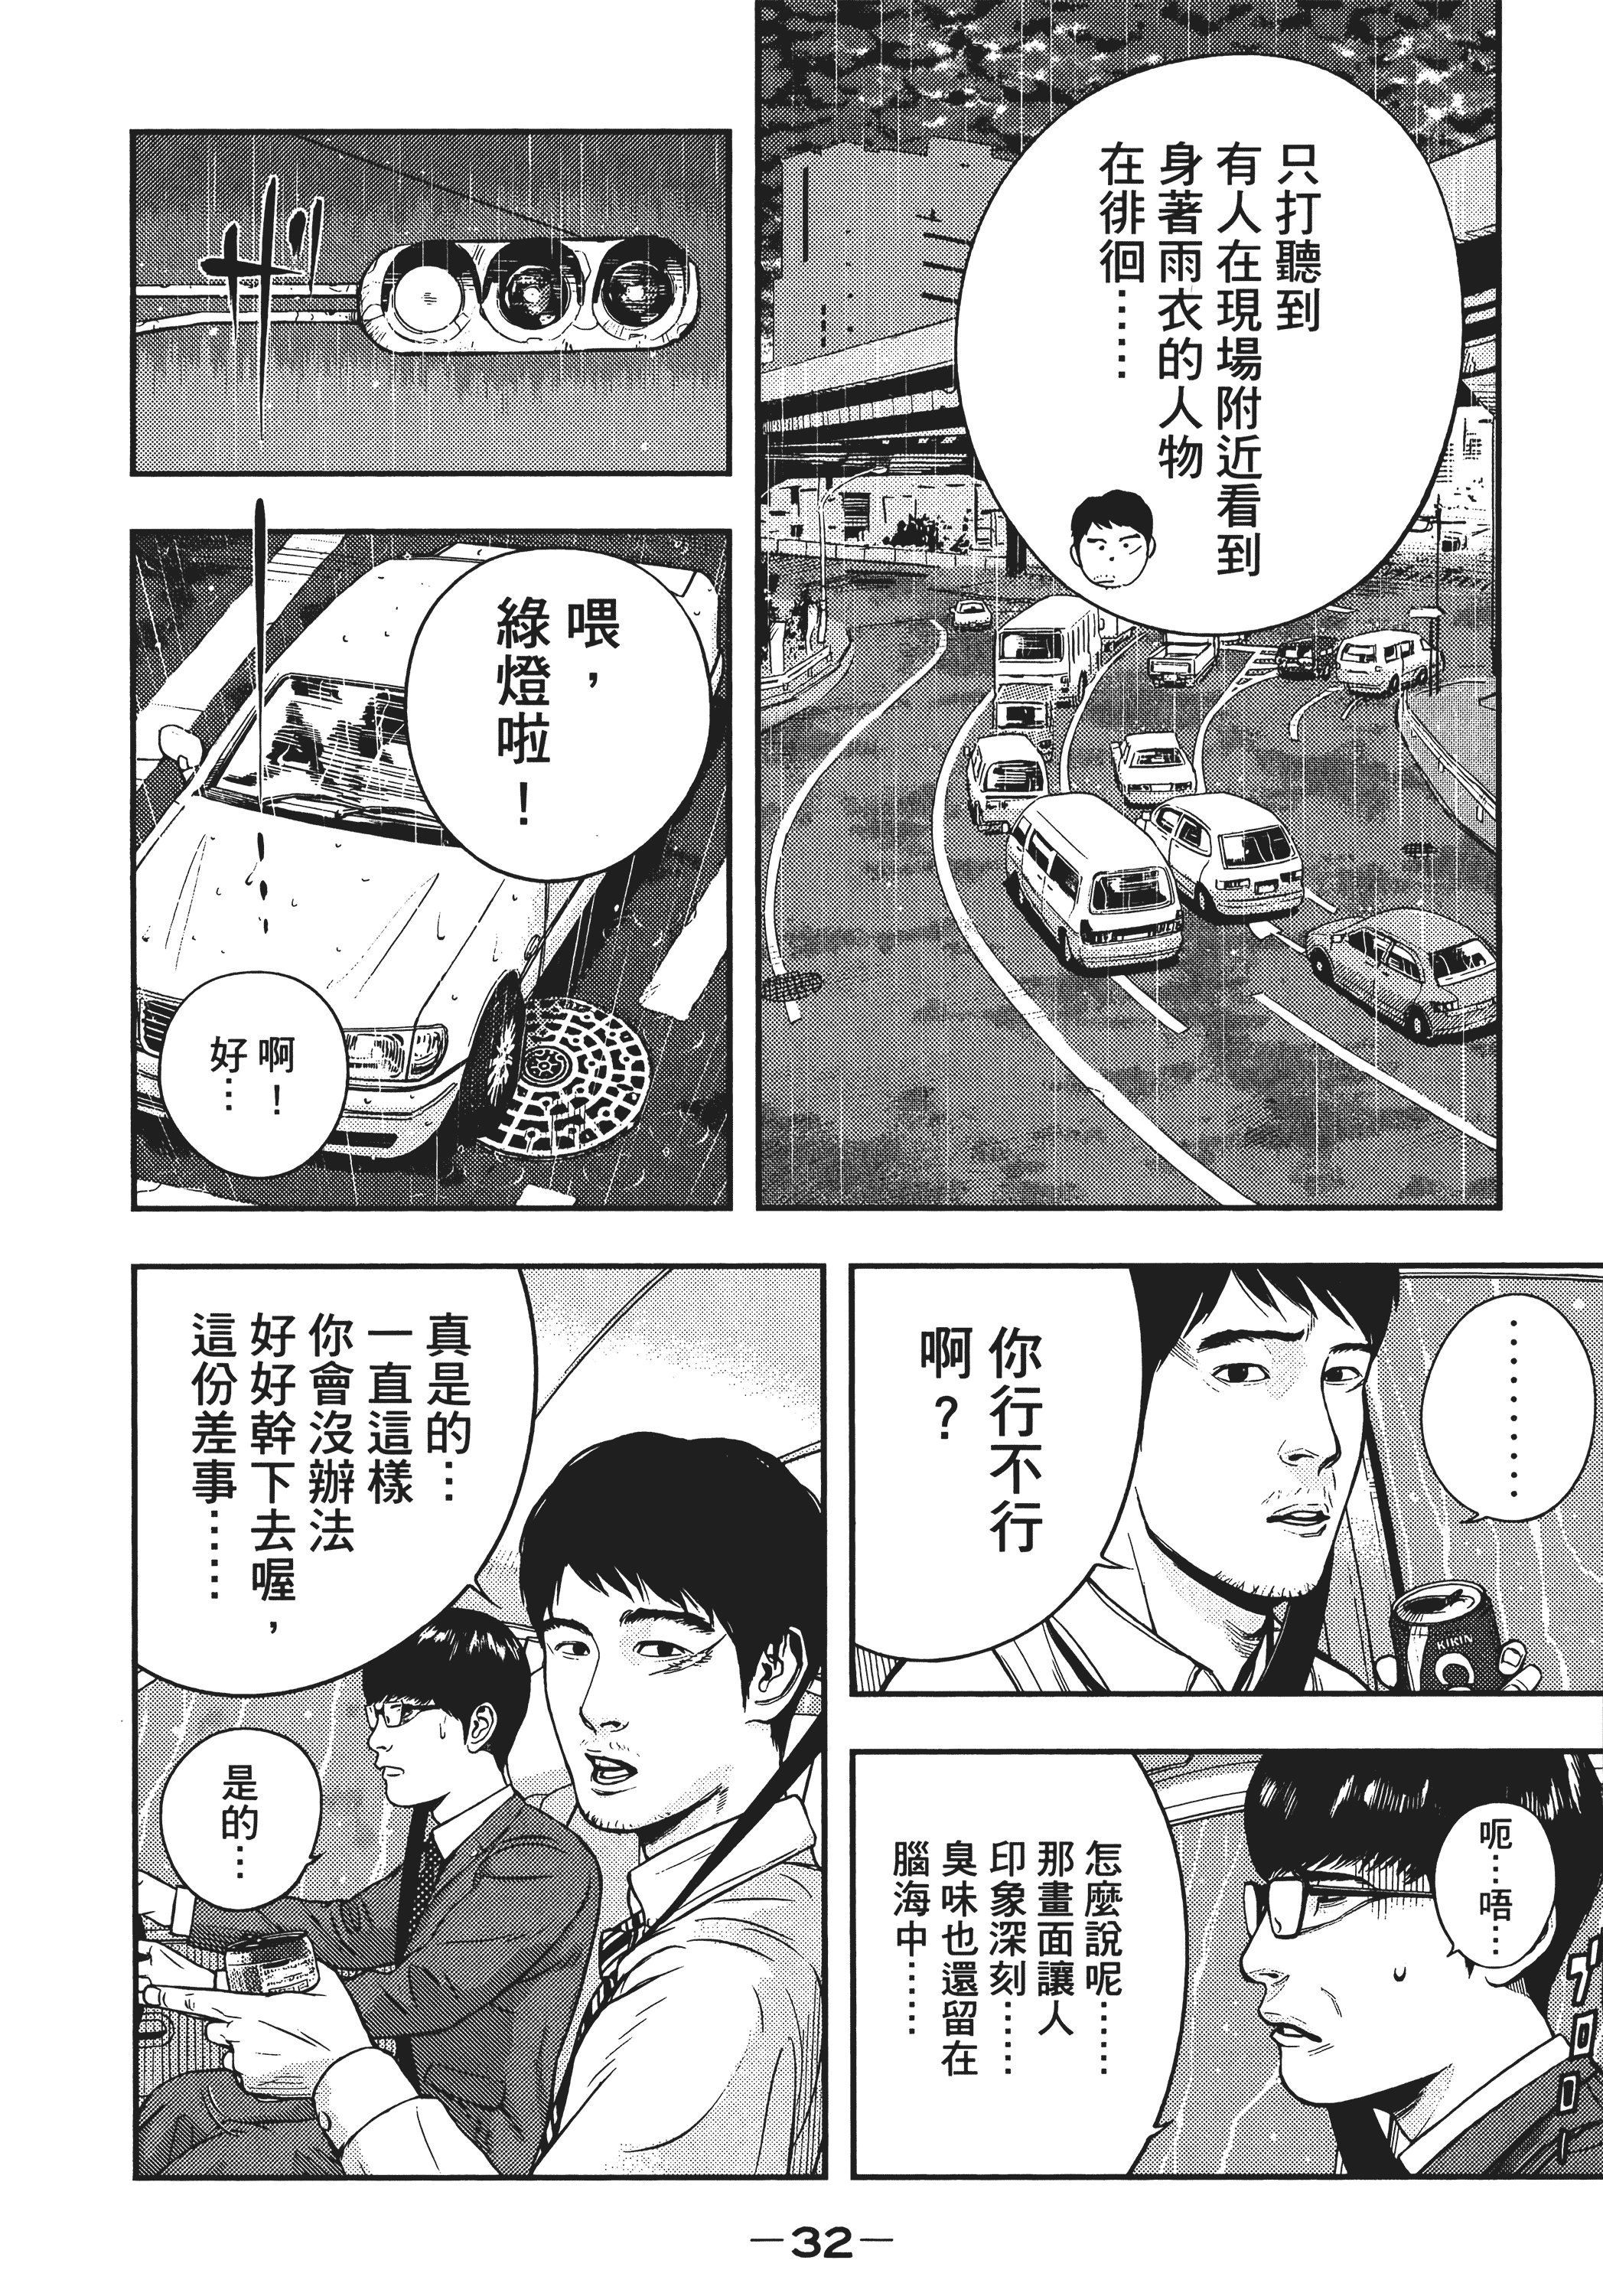 只打聽到
有人在現場附近看到
身著雨衣的人物
在徘徊……
ザッ
喂，
綠燈啦！
啊！
好…
………
你行不行
啊？
KIRIN
呃…唔…
怎麼說呢……
那畫面讓人
印象深刻……
臭味也還留在
腦海中……
真是的…
一直這樣
你會沒辦法
好好幹下去喔，
這份差事……
是的…
—32—